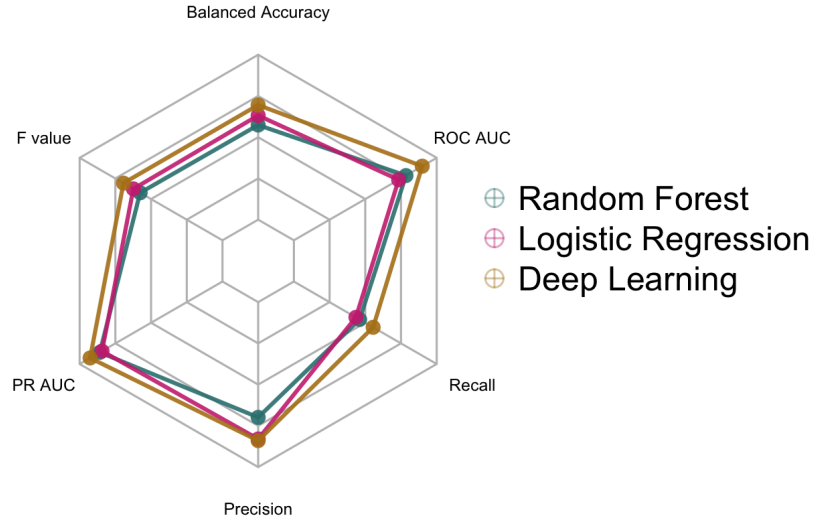 Balanced Accuracy
F value
ROC AUC
Random Forest
Logistic Regression
Deep Learning
PR AUC
Recall
Precision